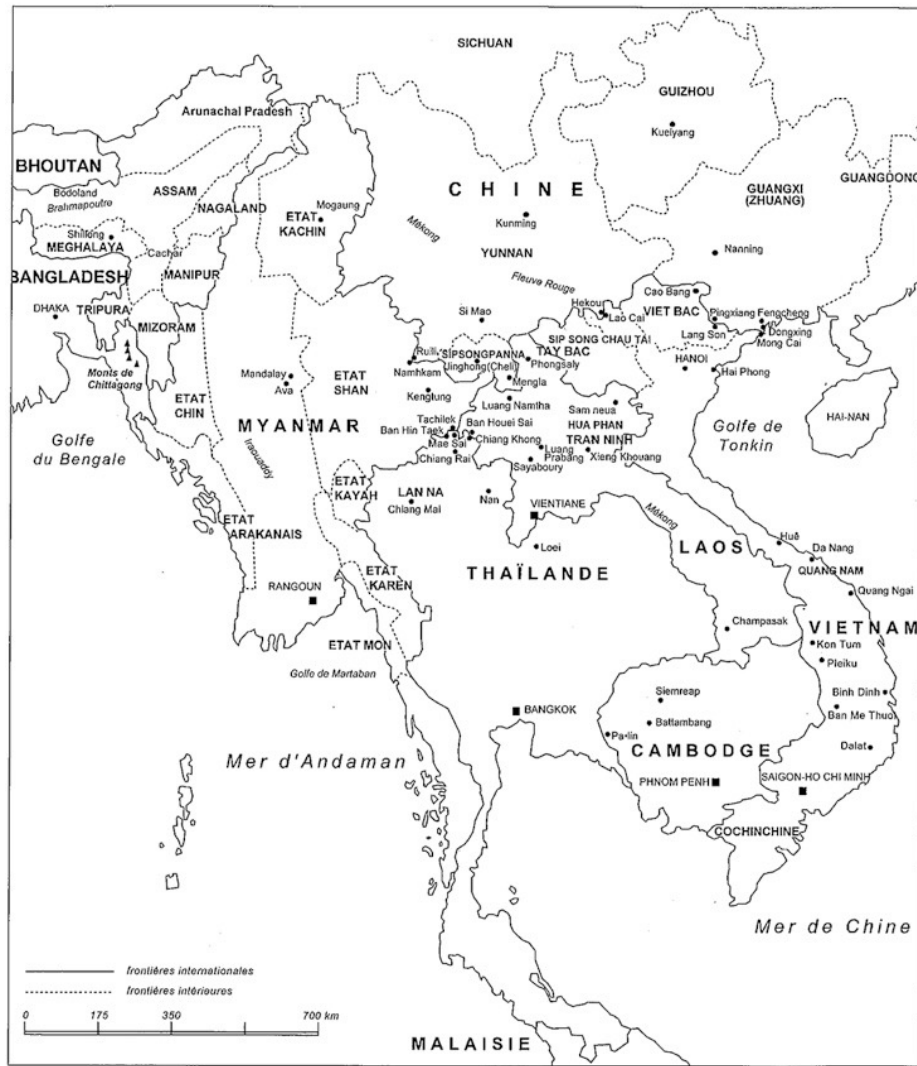 SICHUAN
GUIZHOU
Kueiyang
Arunachal Pradesh
BHOUTAN
Bodoland
Brahmapoutre
ASSAM
NAGALAND
ETAT
KACHIN
Mogaung
CHINE
GUANGXI
(ZHUANG)
GUANGDONG
Shillong
MEGHALAYA
Cachar
MANIPUR
Mékong
Kunming
YUNNAN
Nanning
BANGLADESH
DHAKA
TRIPURA
MIZORAM
Monts de
Chittagong
Fleuve Rouge
Si Mao
Hekou
Lao Cai
Cao Bang
VIET BAC
Pingxiang
Fengcheng
Lang Son
Dongxing
Mong Cai
SIP SONG CHAU TAI
TAY BAC
HANOI
Hai Phong
Ruili
Namhkam
SIPSONGPANNA
Jinghong(Cheli)
Phongsaly
Mengla
Mandalay
Ava
ETAT
SHAN
ETAT
CHIN
MYANMAR
Iraouaddy
Kenglung
Luang Namtha
Sam neua
HUA PHAN
TRAN NINH
Tachilek
Ban Houei Sai
Ban Hin Taek
Mae Sai
Chiang Khong
Chiang Rai
Luang
Prabang
Xieng Khouang
Sayaboury
Golfe de
Tonkin
HAI-NAN
Golfe
du Bengale
ETAT
KAYAH
LAN NA
Chiang Mai
Nan
VIENTIANE
Loei
Mékong
LAOS
Huê
Da Nang
QUANG NAM
Quang Ngai
ETAT
ARAKANAIS
RANGOUN
ETAT
KAREN
THAÏLANDE
Champasak
VIETNAM
Kon Tum
Pleiku
ETAT MON
Golfe de Martaban
Siemreap
Binh Dinh
Ban Me Thuot
BANGKOK
Battambang
Pa-lin
CAMBODGE
Dalat
Mer d'Andaman
PHNOM PENH
SAIGON-HO CHI MINH
COCHINCHINE
Mer de Chine
frontières internationales
frontières intérieures
0 175 350 700 km
MALAISIE